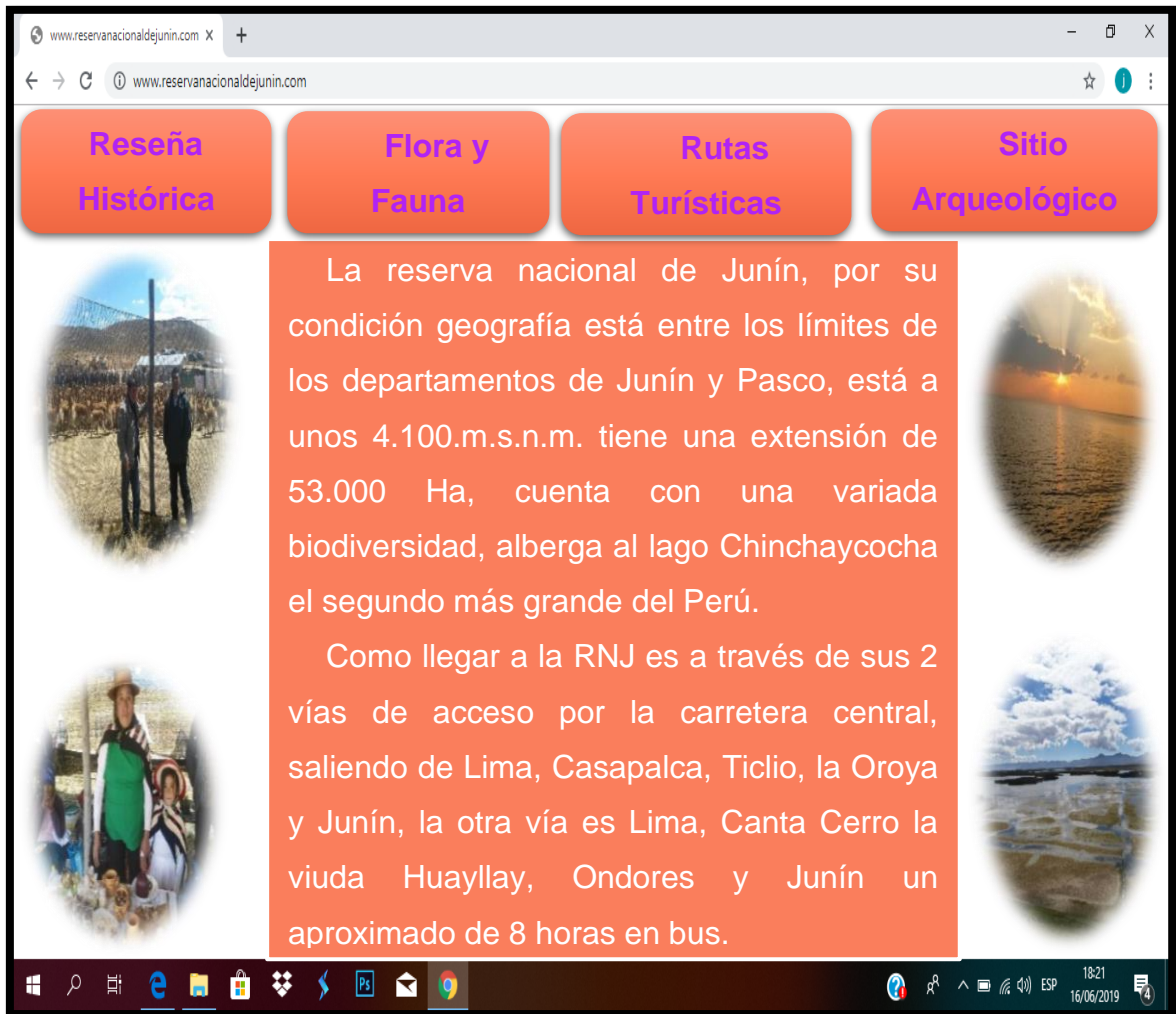 www.reservanacionaldejunin.com
www.reservanacionaldejunin.com
j
Reseña
Histórica
Flora y
Fauna
Rutas
Turísticas
Sitio
Arqueológico
La reserva nacional de Junín, por su
condición geografía está entre los límites de
los departamentos de Junín y Pasco, está a
unos 4.100.m.s.n.m. tiene una extensión de
53.000 Ha, cuenta con una variada
biodiversidad, alberga al lago Chinchaycocha
el segundo más grande del Perú.
Como llegar a la RNJ es a través de sus 2
vías de acceso por la carretera central,
saliendo de Lima, Casapalca, Ticlio, la Oroya
y Junín, la otra vía es Lima, Canta Cerro la
viuda Huayllay, Ondores y Junín un
aproximado de 8 horas en bus.
Ps
ESP
18:21
16/06/2019
4